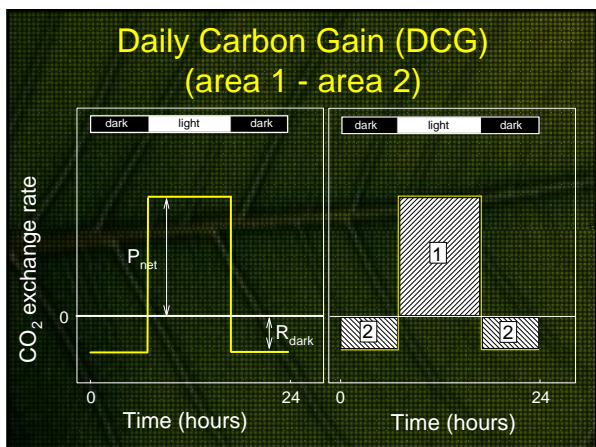 Daily Carbon Gain (DCG)
(area 1 - area 2)
dark light dark
dark light dark
CO2 exchange rate
Pnet
1
0
Rdark
2 2
0 24
0 24
Time (hours)
Time (hours)